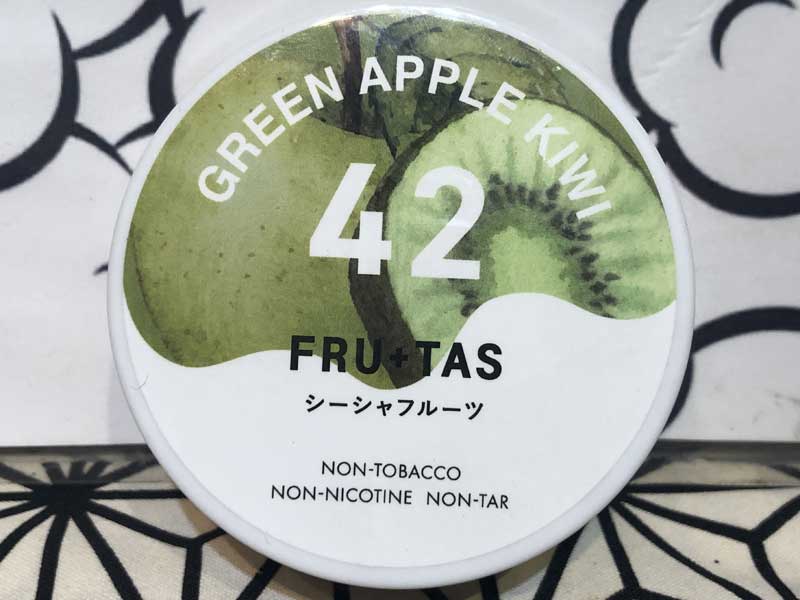 GREEN APPLE KIWI
42
FRU+TAS
シーシャフルーツ
NON-TOBACCO
NON-NICOTINE NON-TAR